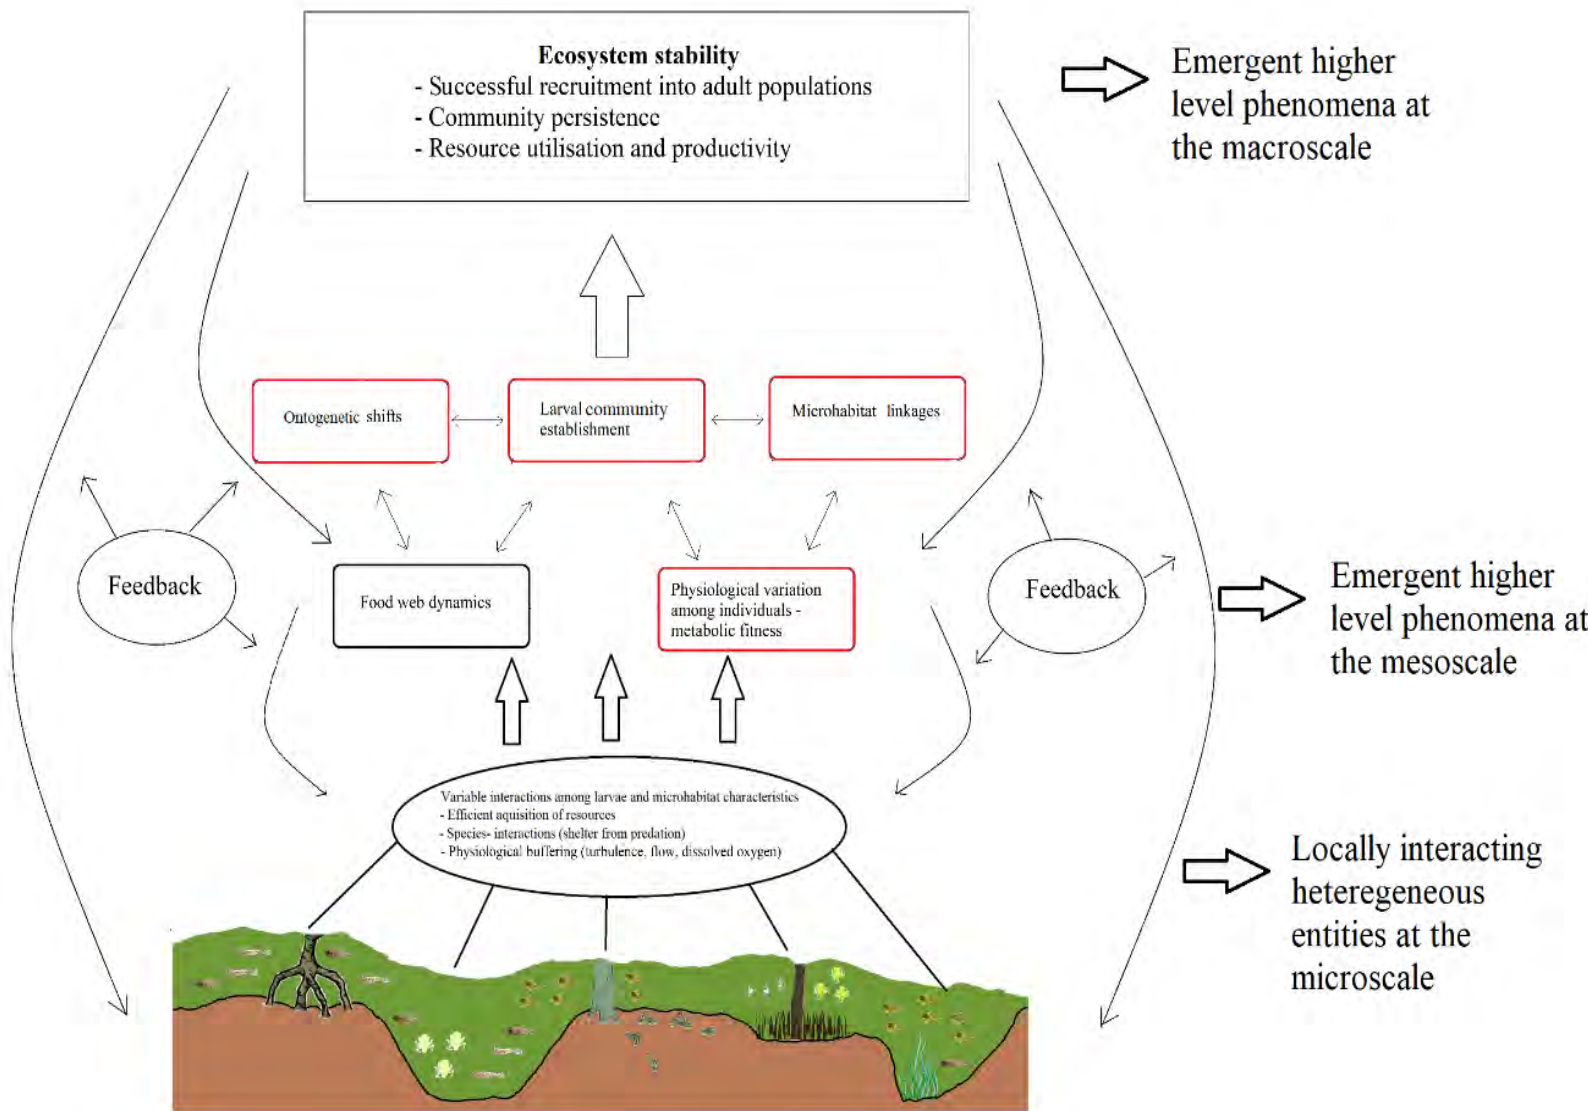 Ecosystem stability
- Successful recruitment into adult populations
- Community persistence
- Resource utilisation and productivity
Emergent higher
level phenomena at
the macroscale
Ontogenetic shifts
Larval community
establishment
Microhabitat linkages
Feedback
Food web dynamics
Physiological variation
among individuals -
metabolic fitness
Feedback
Emergent higher
level phenomena at
the mesoscale
Variable interactions among larvae and microhabitat characteristics
- Efficient aquisition of resources
- Species- interactions (shelter from predation)
- Physiological buffering (turbulence, flow, dissolved oxygen)
Locally interacting
heteregeneous
entities at the
microscale